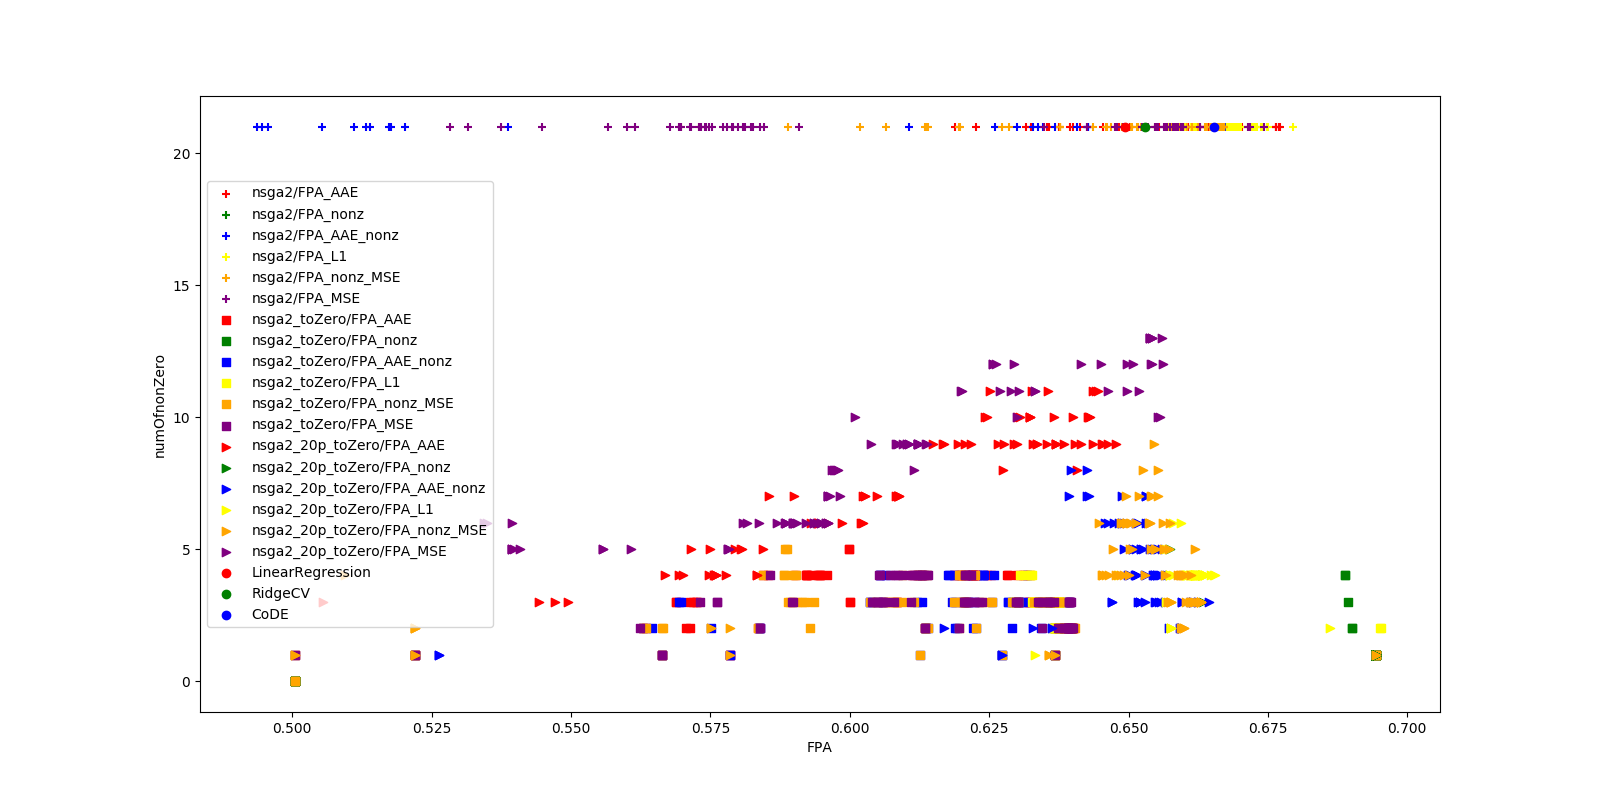 20
15
10
5
0
numOfnonZero
nsga2/FPA_AAE
nsga2/FPA_nonz
nsga2/FPA_AAE_nonz
nsga2/FPA_L1
nsga2/FPA_nonz_MSE
nsga2/FPA_MSE
nsga2_toZero/FPA_AAE
nsga2_toZero/FPA_nonz
nsga2_toZero/FPA_AAE_nonz
nsga2_toZero/FPA_L1
nsga2_toZero/FPA_nonz_MSE
nsga2_toZero/FPA_MSE
nsga2_20p_toZero/FPA_AAE
nsga2_20p_toZero/FPA_nonz
nsga2_20p_toZero/FPA_AAE_nonz
nsga2_20p_toZero/FPA_L1
nsga2_20p_toZero/FPA_nonz_MSE
nsga2_20p_toZero/FPA_MSE
LinearRegression
RidgeCV
CoDE
0.500 0.525 0.550 0.575 0.600 0.625 0.650 0.675 0.700
FPA